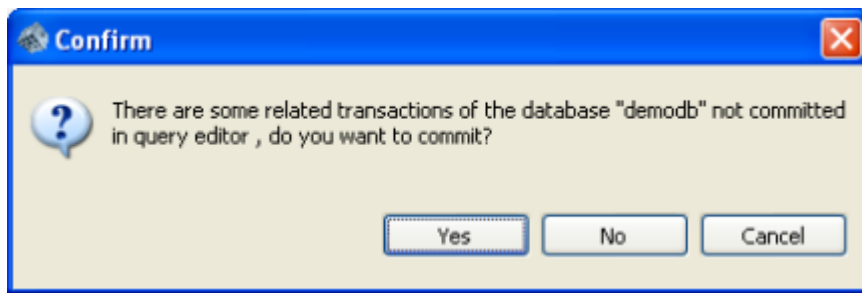 Confirm
There are some related transactions of the database "demodb" not committed
in query editor , do you want to commit?
Yes
No
Cancel